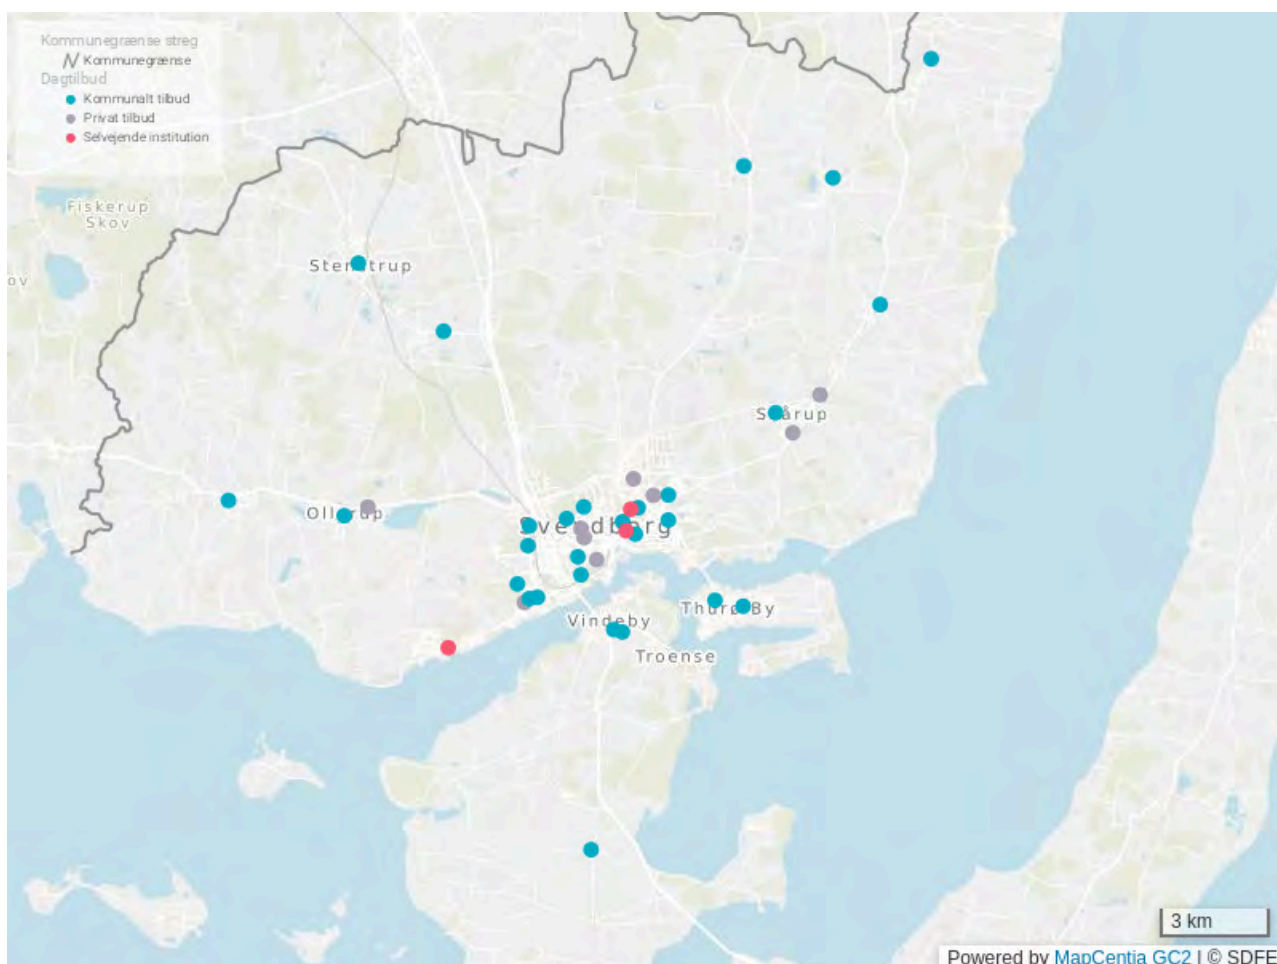 Kommunegrænse streg
Kommunegrænse
Dagtilbud
Kommunalt tilbud
Privat tilbud
Selvejende institution
Fiskerup
Skov
ov
Stenstrup
Skårup
Ollerup
Svendborg
Thurø By
Vindeby
Troense
3 km
Powered by MapCentia GC2 | © SDFE